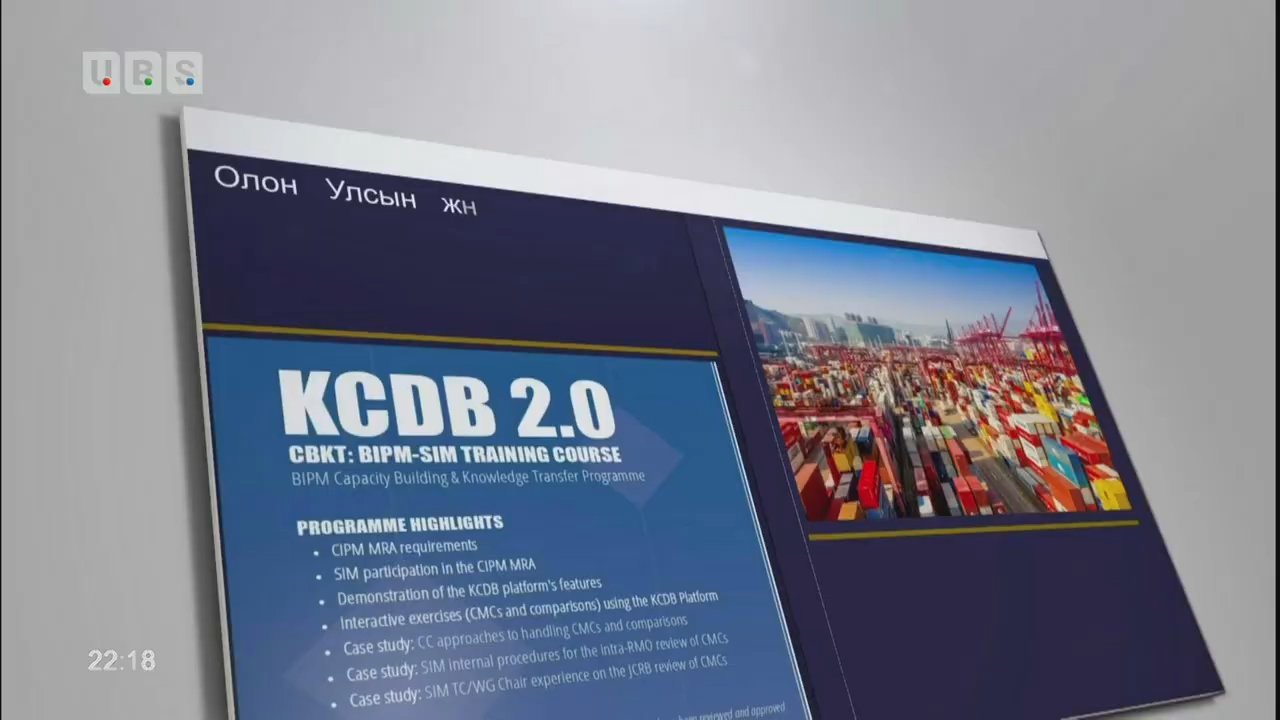 UBS
Олон Улсын жн
KCDB 2.0
CBKT: BIPM-SIM TRAINING COURSE
BIPM Capacity Building & Knowledge Transfer Programme
PROGRAMME HIGHLIGHTS
• CIPM MRA requirements
• SIM participation in the CIPM MRA
• Demonstration of the KCDB platform's features
• Interactive exercises (CMCs and comparisons) using the KCDB Platform
• Case study: CC approaches to handling CMCs and comparisons
• Case study: SIM internal procedures for the intra-RMO review of CMCs
• Case study: SIM TC/WG Chair experience on the JCRB review of CMCs
been reviewed and approved
22:18